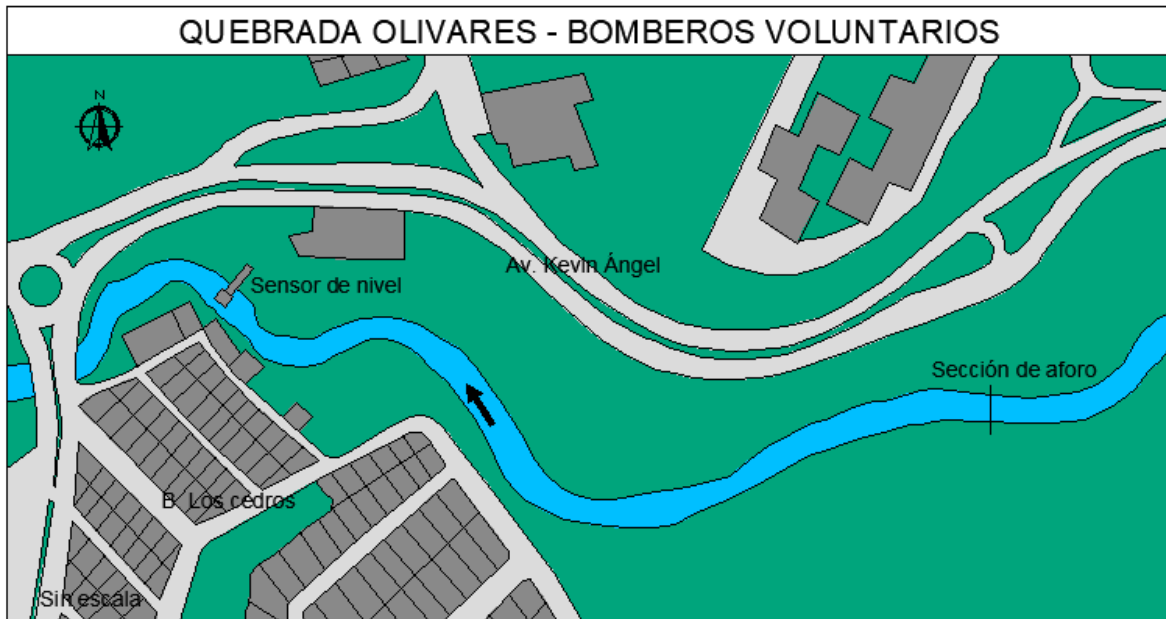 QUEBRADA OLIVARES - BOMBEROS VOLUNTARIOS
N
Av. Kevin Ángel
Sensor de nivel
Sección de aforo
B. Los cedros
Sin escala